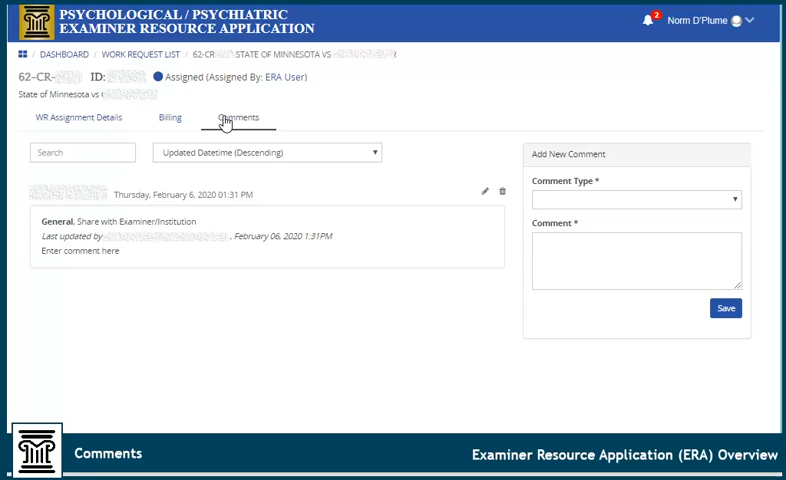 PSYCHOLOGICAL / PSYCHIATRIC
EXAMINER RESOURCE APPLICATION
2
Norm D'Plume
/ DASHBOARD / WORK REQUEST LIST / 62-CR- STATE OF MINNESOTA VS
62-CR- ID: Assigned (Assigned By: ERA User)
State of Minnesota vs
WR Assignment Details Billing Comments
Search
Updated Datetime (Descending)
Add New Comment
Comment Type *
Thursday, February 6, 2020 01:31 PM
General, Share with Examiner/Institution
Last updated by , February 06, 2020 1:31PM
Enter comment here
Comment *
Save
Comments
Examiner Resource Application (ERA) Overview